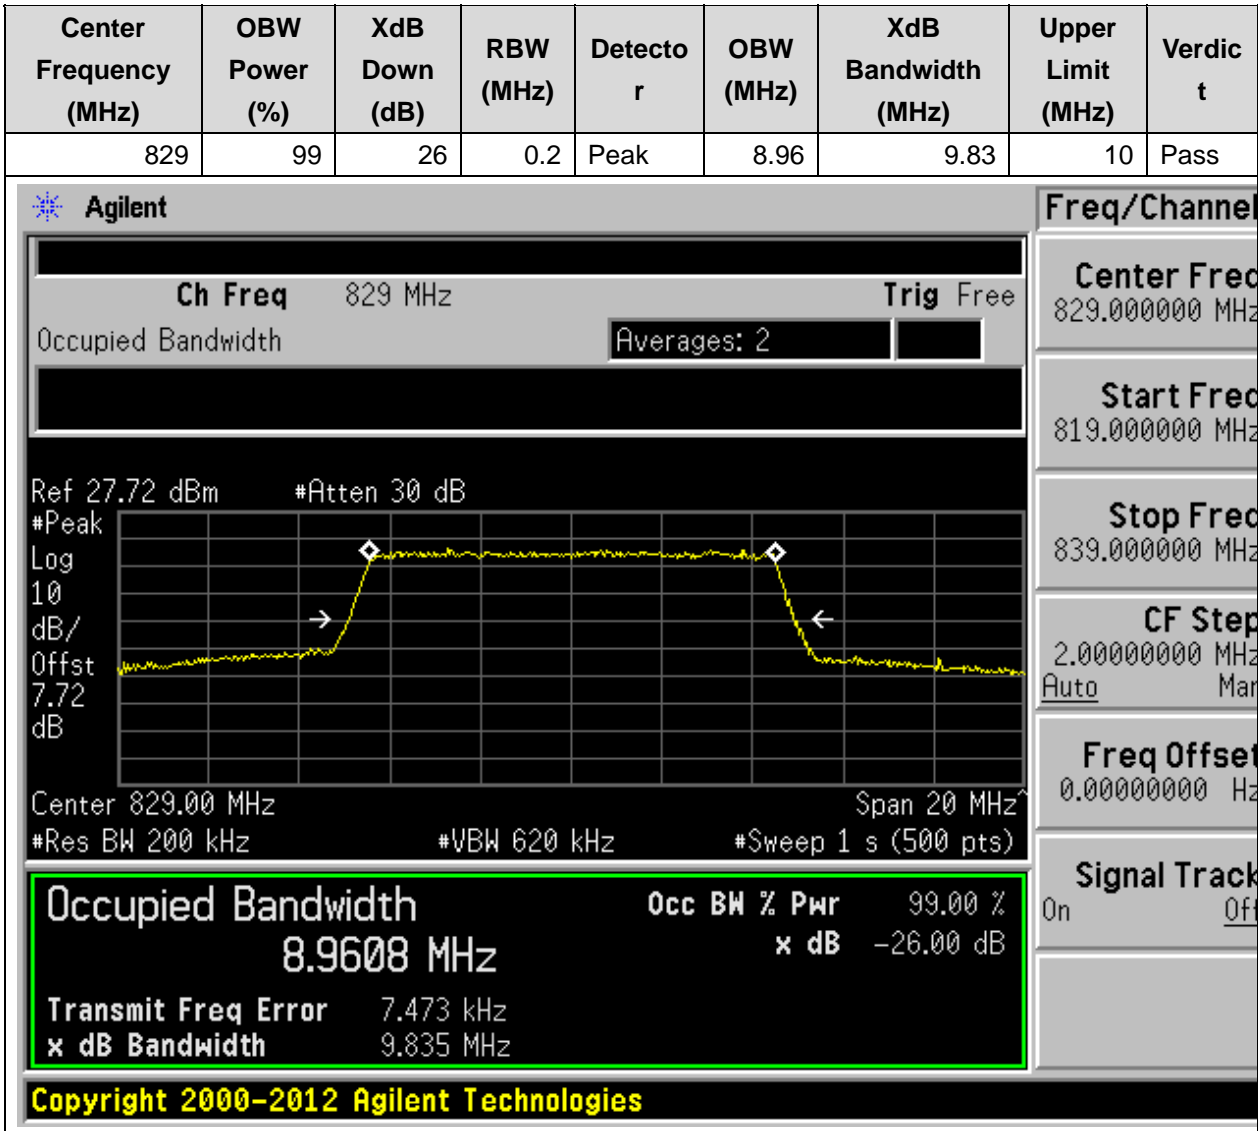 Center Frequency (MHz) OBW Power (%) XdB Down (dB) RBW (MHz) Detecto r OBW (MHz) XdB Bandwidth (MHz) Upper Limit (MHz) Verdic t
829 99 26 0.2 Peak 8.96 9.83 10 Pass
Agilent
Ch Freq 829 MHz Trig Free
Occupied Bandwidth Averages: 2
Ref 27.72 dBm #Atten 30 dB
#Peak
Log
10
dB/
Offst
7.72
dB
Center 829.00 MHz Span 20 MHz^
#Res BW 200 kHz #VBW 620 kHz #Sweep 1 s (500 pts)
Occupied Bandwidth Occ BW % Pwr 99.00 %
8.9608 MHz x dB -26.00 dB
Transmit Freq Error 7.473 kHz
x dB Bandwidth 9.835 MHz
Copyright 2000-2012 Agilent Technologies
Freq/Channel
Center Freq
829.000000 MHz
Start Freq
819.000000 MHz
Stop Freq
839.000000 MHz
CF Step
2.00000000 MHz
Auto Man
Freq Offset
0.00000000 Hz
Signal Track
On Off